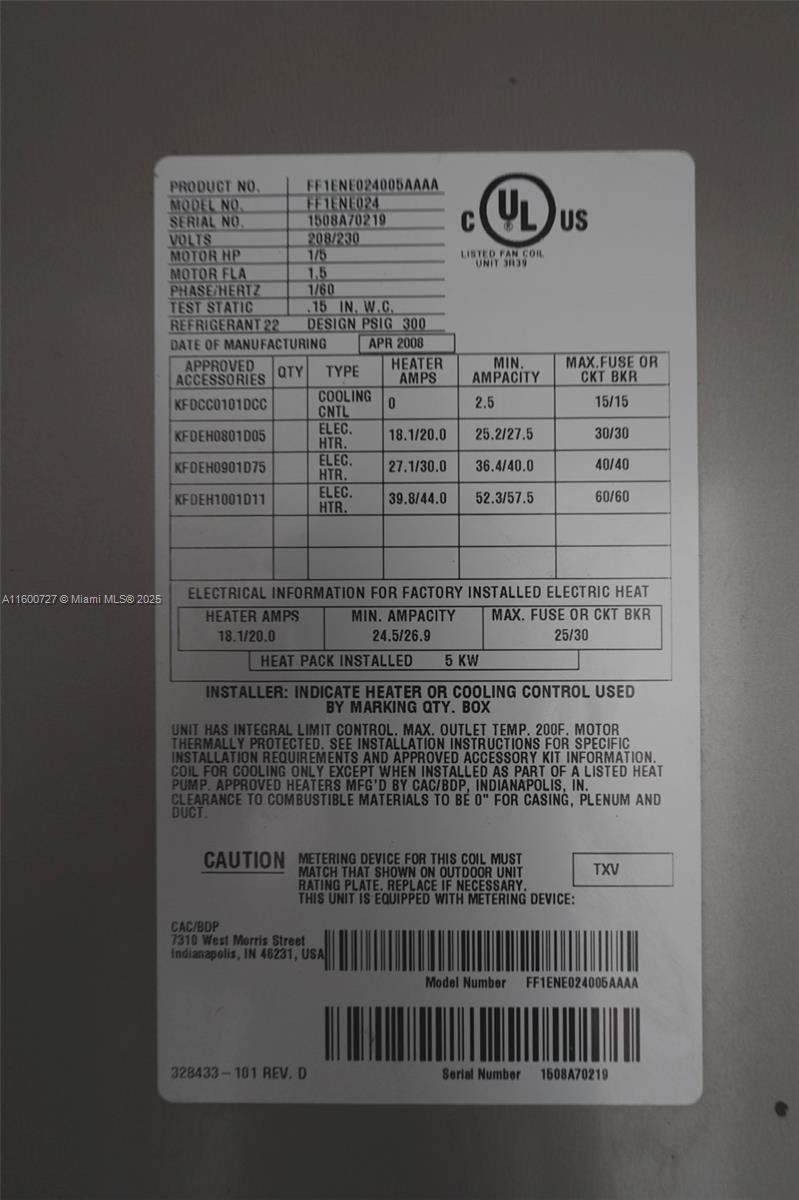 PRODUCT NO. FF1ENE024005AAAA
MODEL NO. FF1ENE024
SERIAL NO. 1508A70219
VOLTS 208/230
MOTOR HP 1/5
MOTOR FLA 1.5
PHASE/HERTZ 1/60
TEST STATIC .15 IN. W.C.
REFRIGERANT 22 DESIGN PSIG 300
DATE OF MANUFACTURING APR 2008
C UL ® US
LISTED FAN COIL
UNIT 3R39
APPROVED ACCESSORIES QTY TYPE HEATER AMPS MIN. AMPACITY MAX.FUSE OR CKT BKR
KFDCC0101DCC COOLING CNTL 0 2.5 15/15
KFDEH0801D05 ELEC. HTR. 18.1/20.0 25.2/27.5 30/30
KFDEH0901D75 ELEC. HTR. 27.1/30.0 36.4/40.0 40/40
KFDEH1001D11 ELEC. HTR. 39.8/44.0 52.3/57.5 60/60
ELECTRICAL INFORMATION FOR FACTORY INSTALLED ELECTRIC HEAT
HEATER AMPS MIN. AMPACITY MAX. FUSE OR CKT BKR
18.1/20.0 24.5/26.9 25/30
HEAT PACK INSTALLED 5 KW
INSTALLER: INDICATE HEATER OR COOLING CONTROL USED
BY MARKING QTY. BOX
UNIT HAS INTEGRAL LIMIT CONTROL. MAX. OUTLET TEMP. 200F. MOTOR
THERMALLY PROTECTED. SEE INSTALLATION INSTRUCTIONS FOR SPECIFIC
INSTALLATION REQUIREMENTS AND APPROVED ACCESSORY KIT INFORMATION.
COIL FOR COOLING ONLY EXCEPT WHEN INSTALLED AS PART OF A LISTED HEAT
PUMP. APPROVED HEATERS MFG'D BY CAC/BDP, INDIANAPOLIS, IN.
CLEARANCE TO COMBUSTIBLE MATERIALS TO BE 0" FOR CASING, PLENUM AND
DUCT.
CAUTION METERING DEVICE FOR THIS COIL MUST
MATCH THAT SHOWN ON OUTDOOR UNIT
RATING PLATE. REPLACE IF NECESSARY.
THIS UNIT IS EQUIPPED WITH METERING DEVICE:
TXV
CAC/BDP
7310 West Morris Street
Indianapolis, IN 46231, USA
Model Number FF1ENE024005AAAA
328433-101 REV. D
Serial Number 1508A70219
A11600727 © Miami MLS® 2025